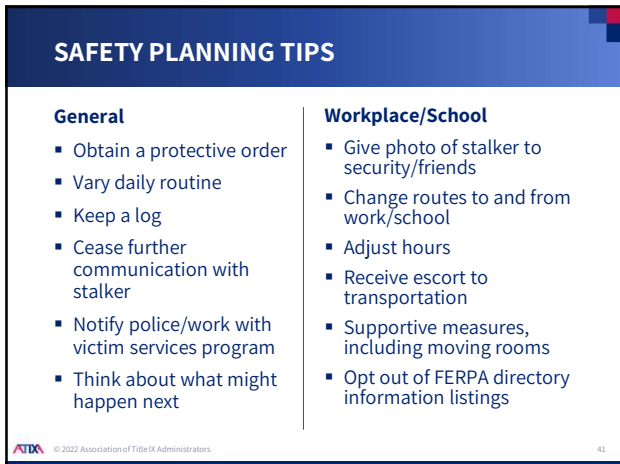 SAFETY PLANNING TIPS
General
▪ Obtain a protective order
▪ Vary daily routine
▪ Keep a log
▪ Cease further
communication with
stalker
▪ Notify police/work with
victim services program
▪ Think about what might
happen next
Workplace/School
▪ Give photo of stalker to
security/friends
▪ Change routes to and from
work/school
▪ Adjust hours
▪ Receive escort to
transportation
▪ Supportive measures,
including moving rooms
▪ Opt out of FERPA directory
information listings
ATIXA © 2022 Association of Title IX Administrators
41